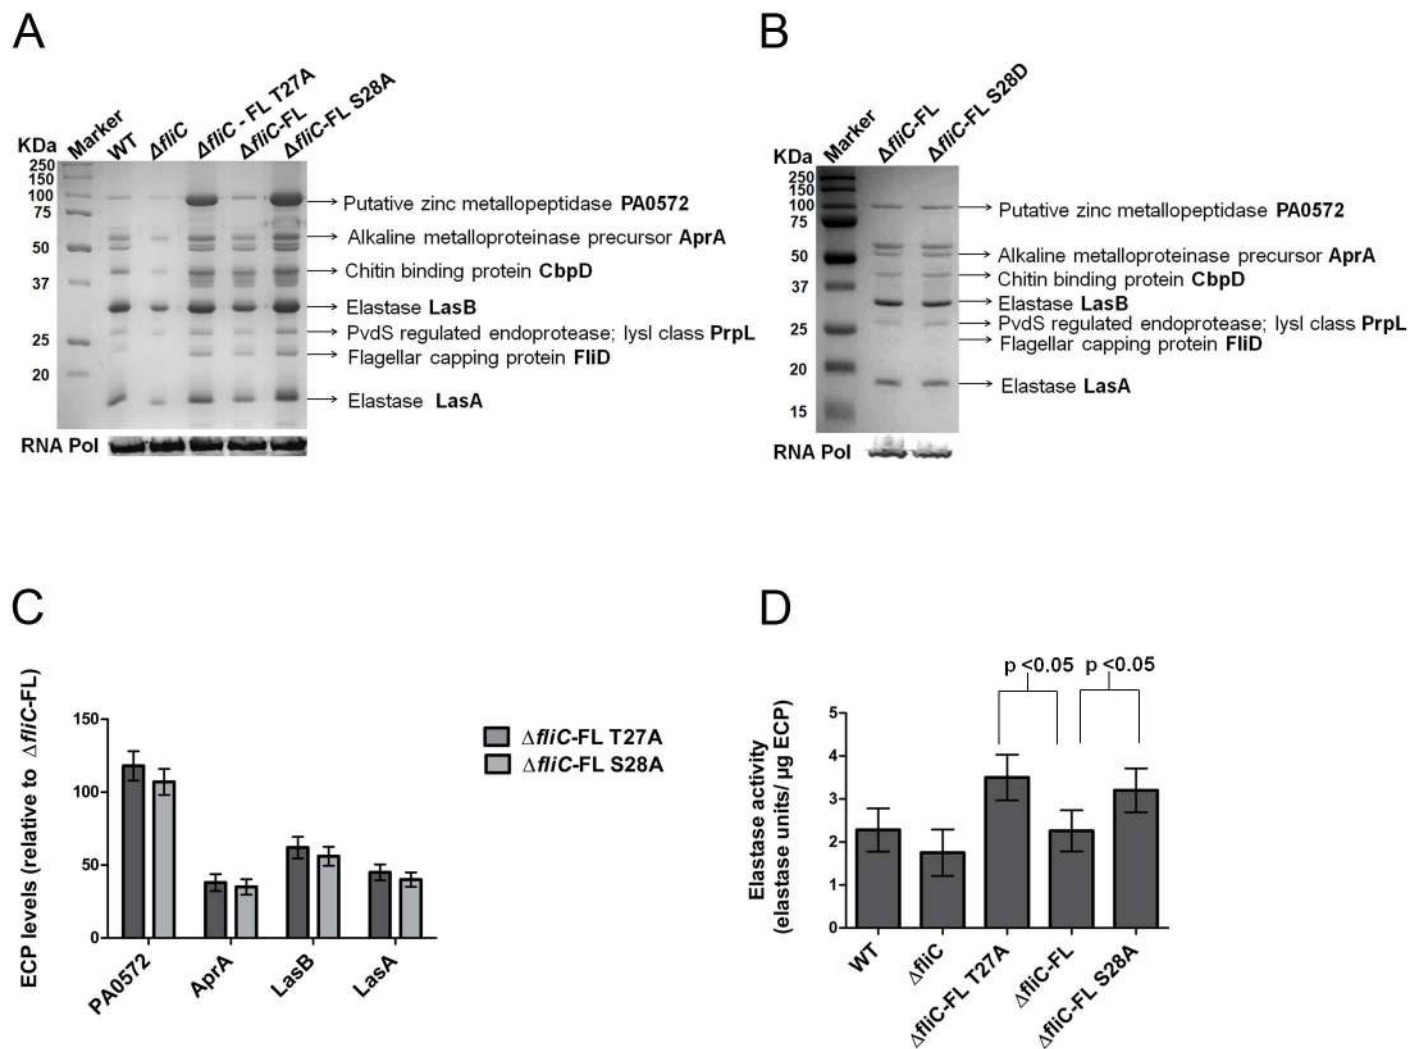 A
KDa
Marker
WT
ΔfliC
ΔfliC - FL T27A
ΔfliC-FL
ΔfliC-FL S28A
250
150
100
75
50
37
25
20
Putative zinc metallopeptidase PA0572
Alkaline metalloproteinase precursor AprA
Chitin binding protein CbpD
Elastase LasB
PvdS regulated endoprotease; lysI class PrpL
Flagellar capping protein FliD
Elastase LasA
RNA Pol
B
KDa
Marker
ΔfliC-FL
ΔfliC-FL S28D
250
150
100
75
50
37
25
20
15
Putative zinc metallopeptidase PA0572
Alkaline metalloproteinase precursor AprA
Chitin binding protein CbpD
Elastase LasB
PvdS regulated endoprotease; lysI class PrpL
Flagellar capping protein FliD
Elastase LasA
RNA Pol
C
ECP levels (relative to ΔfliC-FL)
150
100
50
0
PA0572
AprA
LasB
LasA
ΔfliC-FL T27A
ΔfliC-FL S28A
D
p <0.05 p <0.05
Elastase activity
(elastase units/ µg ECP)
5
4
3
2
1
0
WT
ΔfliC
ΔfliC-FL T27A
ΔfliC-FL
ΔfliC-FL S28A